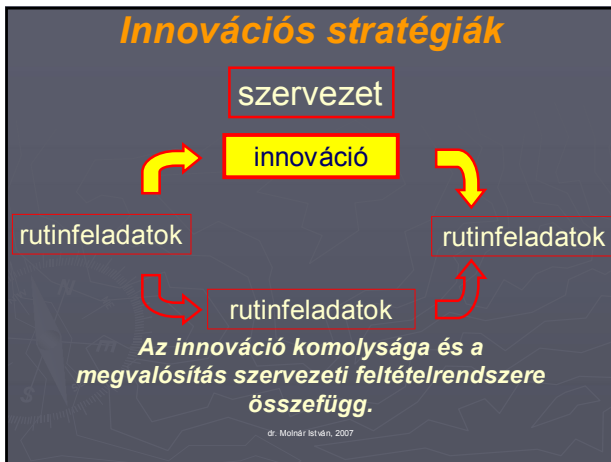 Innovációs stratégiák
szervezet
innováció
rutinfeladatok
rutinfeladatok
rutinfeladatok
Az innováció komolysága és a
megvalósítás szervezeti feltételrendszere
összefügg.
dr. Molnár István, 2007